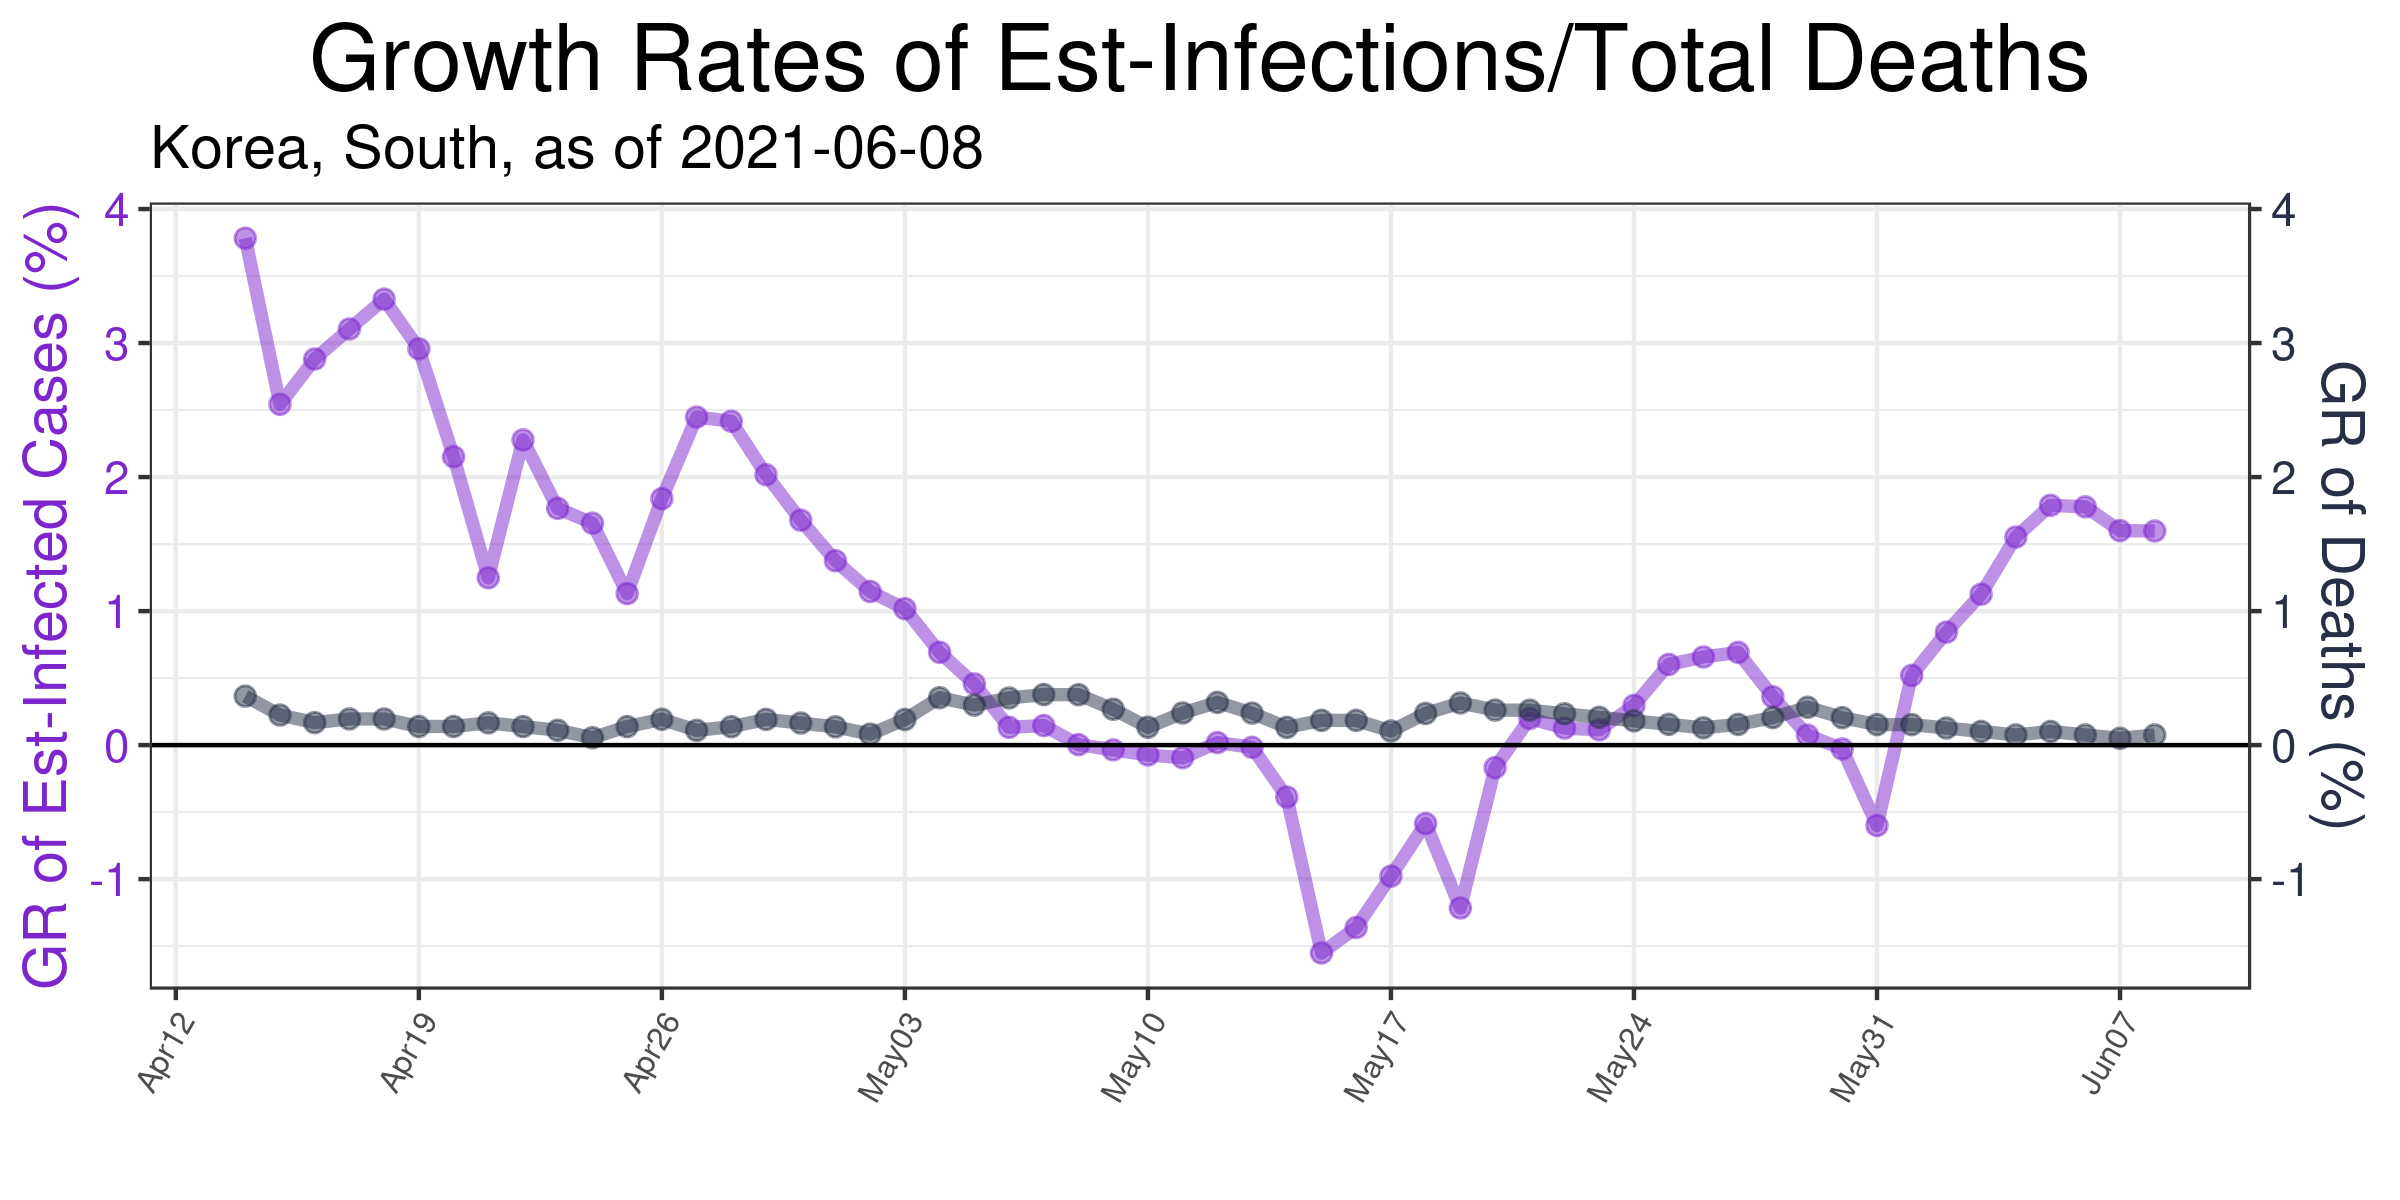 Growth Rates of Est-Infections/Total Deaths
Korea, South, as of 2021-06-08
GR of Est-Infected Cases (%)
4
3
2
1
0
-1
4
3
2
1
0
-1
GR of Deaths (%)
Apr12
Apr19
Apr26
May03
May10
May17
May24
May31
Jun07